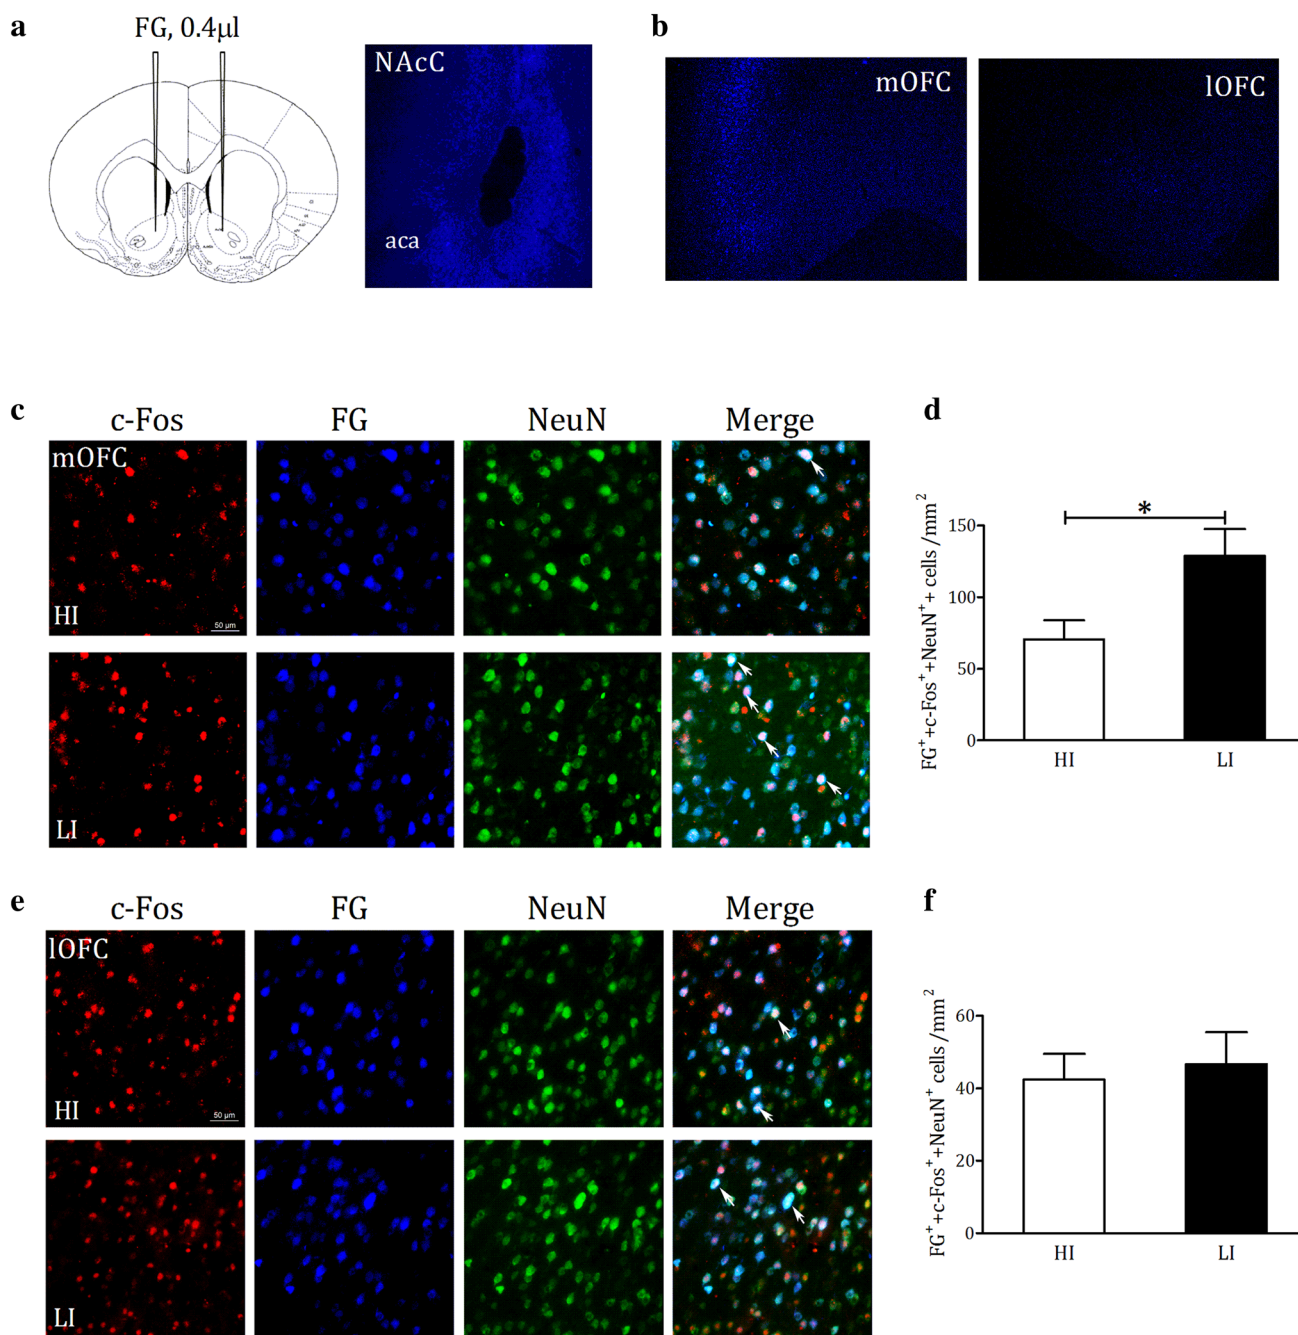 a
FG, 0.4µl
NAcC
aca
b
mOFC
lOFC
c
c-Fos
FG
NeuN
Merge
mOFC
HI
50 µm
LI
d
FG⁺+c-Fos⁺+NeuN⁺+ cells /mm²
150
100
50
0
*
HI
LI
e
c-Fos
FG
NeuN
Merge
lOFC
HI
50 µm
LI
f
FG⁺+c-Fos⁺+NeuN⁺ cells /mm²
60
40
20
0
HI
LI